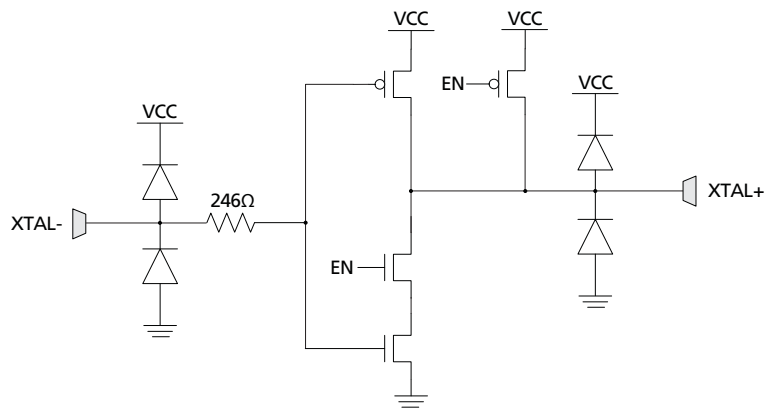 VCC
VCC
EN
VCC
VCC
246Ω
XTAL-
XTAL+
EN